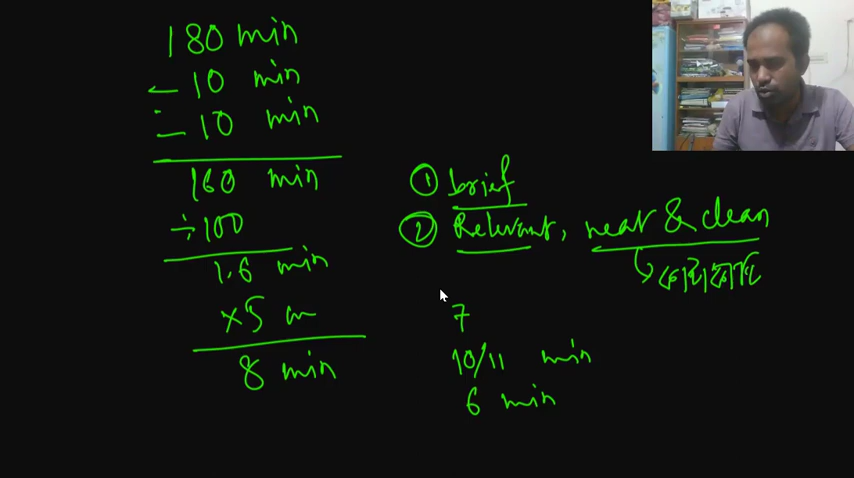 180 min
- 10 min
- 10 min
160 min
÷ 100
1.6 min
x5 m
8 min
① brief
② Relevant, neat & clean
7
10/11 min
6 min